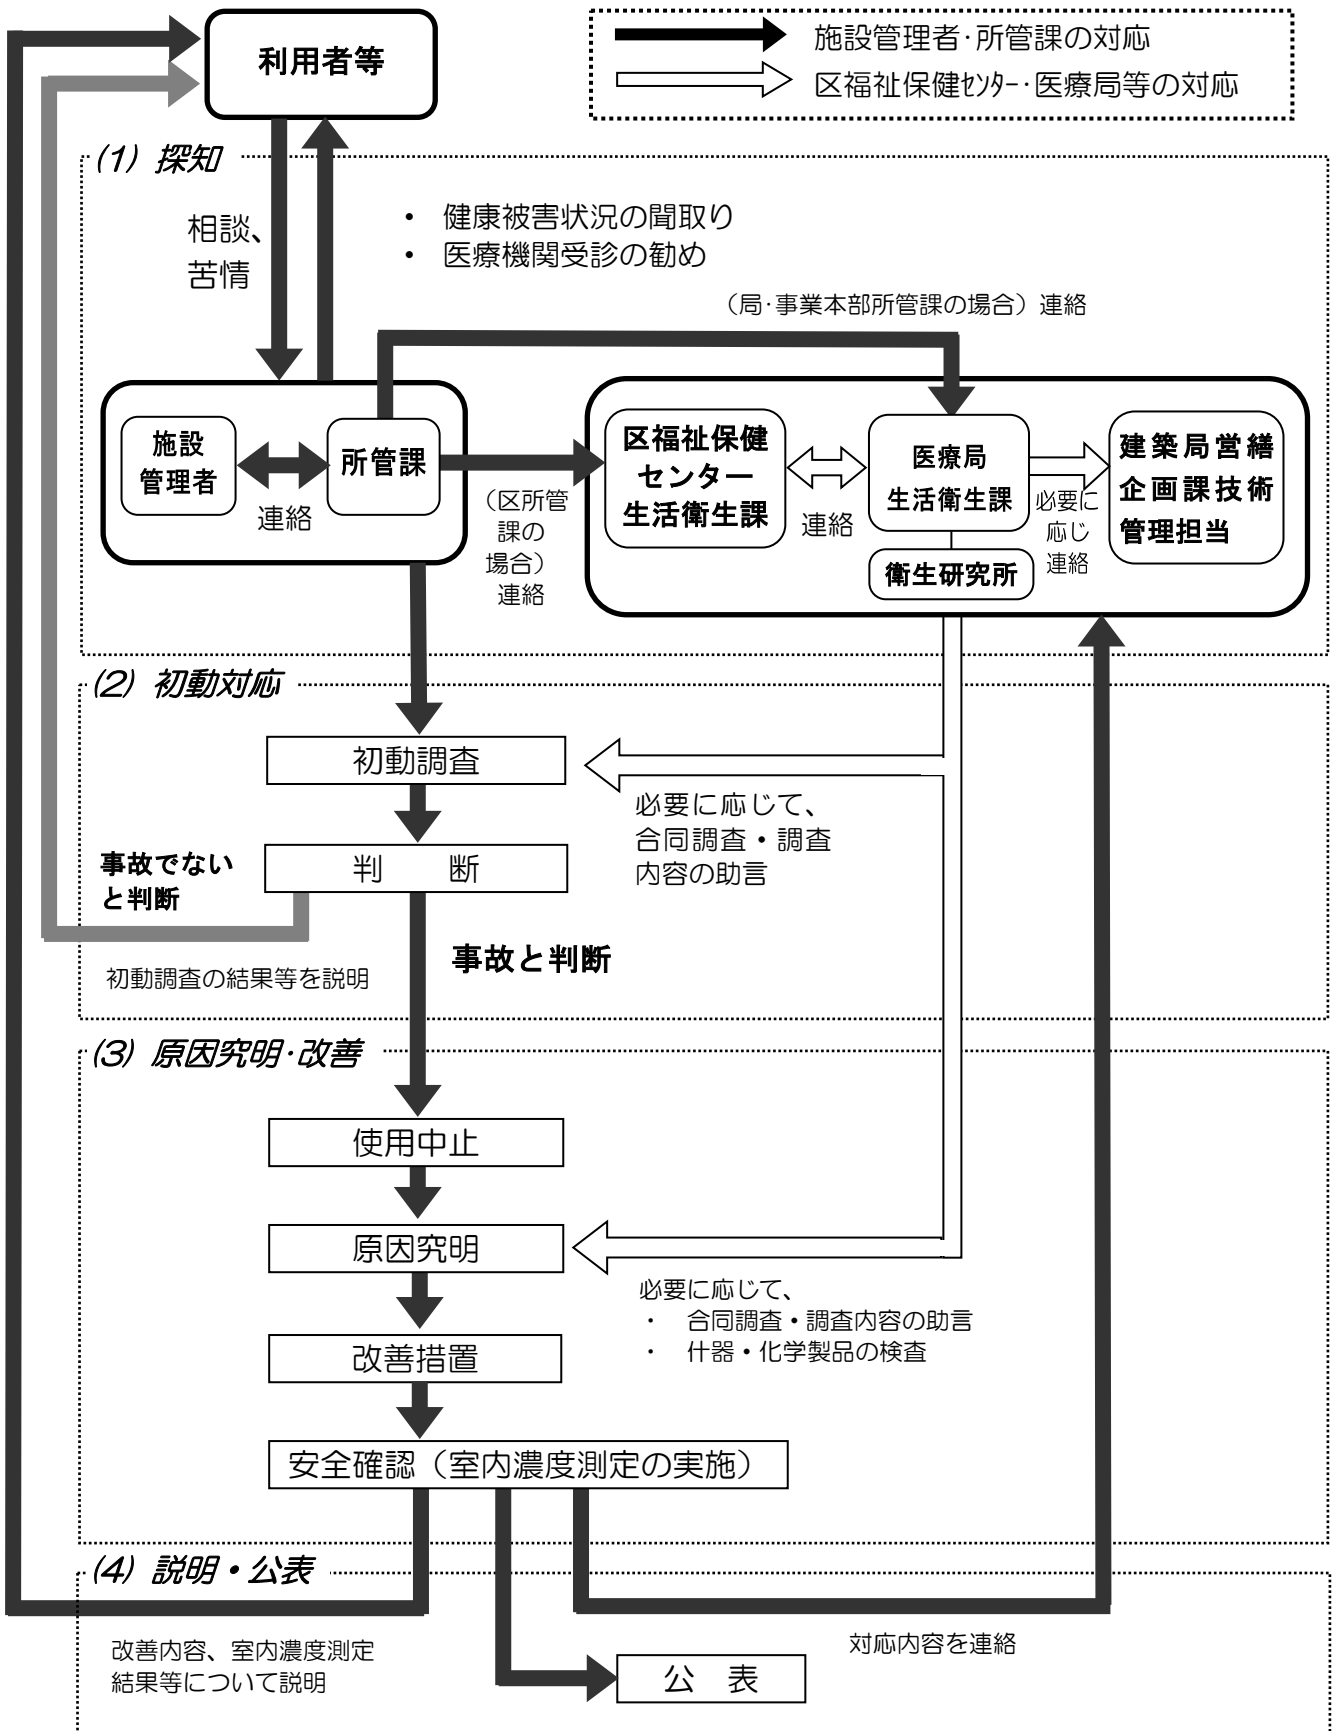 利用者等
施設管理者・所管課の対応
区福祉保健ｾﾝﾀｰ・医療局等の対応
(1) 探知
相談、
苦情
・ 健康被害状況の聞取り
・ 医療機関受診の勧め
（局・事業本部所管課の場合）連絡
施設
管理者
連絡
所管課
（区所管
課の
場合）
連絡
区福祉保健
センター
生活衛生課
連絡
医療局
生活衛生課
衛生研究所
必要に
応じ
連絡
建築局営繕
企画課技術
管理担当
(2) 初動対応
初動調査
必要に応じて、
合同調査・調査
内容の助言
判　　断
事故でない
と判断
事故と判断
初動調査の結果等を説明
(3) 原因究明・改善
使用中止
原因究明
必要に応じて、
・ 合同調査・調査内容の助言
・ 什器・化学製品の検査
改善措置
安全確認（室内濃度測定の実施）
(4) 説明・公表
改善内容、室内濃度測定
結果等について説明
対応内容を連絡
公　表